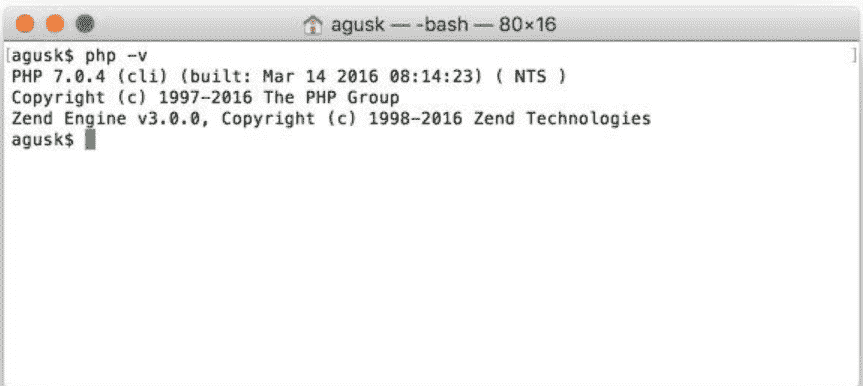 agusk — -bash — 80×16
[agusk$ php -v ]
PHP 7.0.4 (cli) (built: Mar 14 2016 08:14:23) ( NTS )
Copyright (c) 1997-2016 The PHP Group
Zend Engine v3.0.0, Copyright (c) 1998-2016 Zend Technologies
agusk$